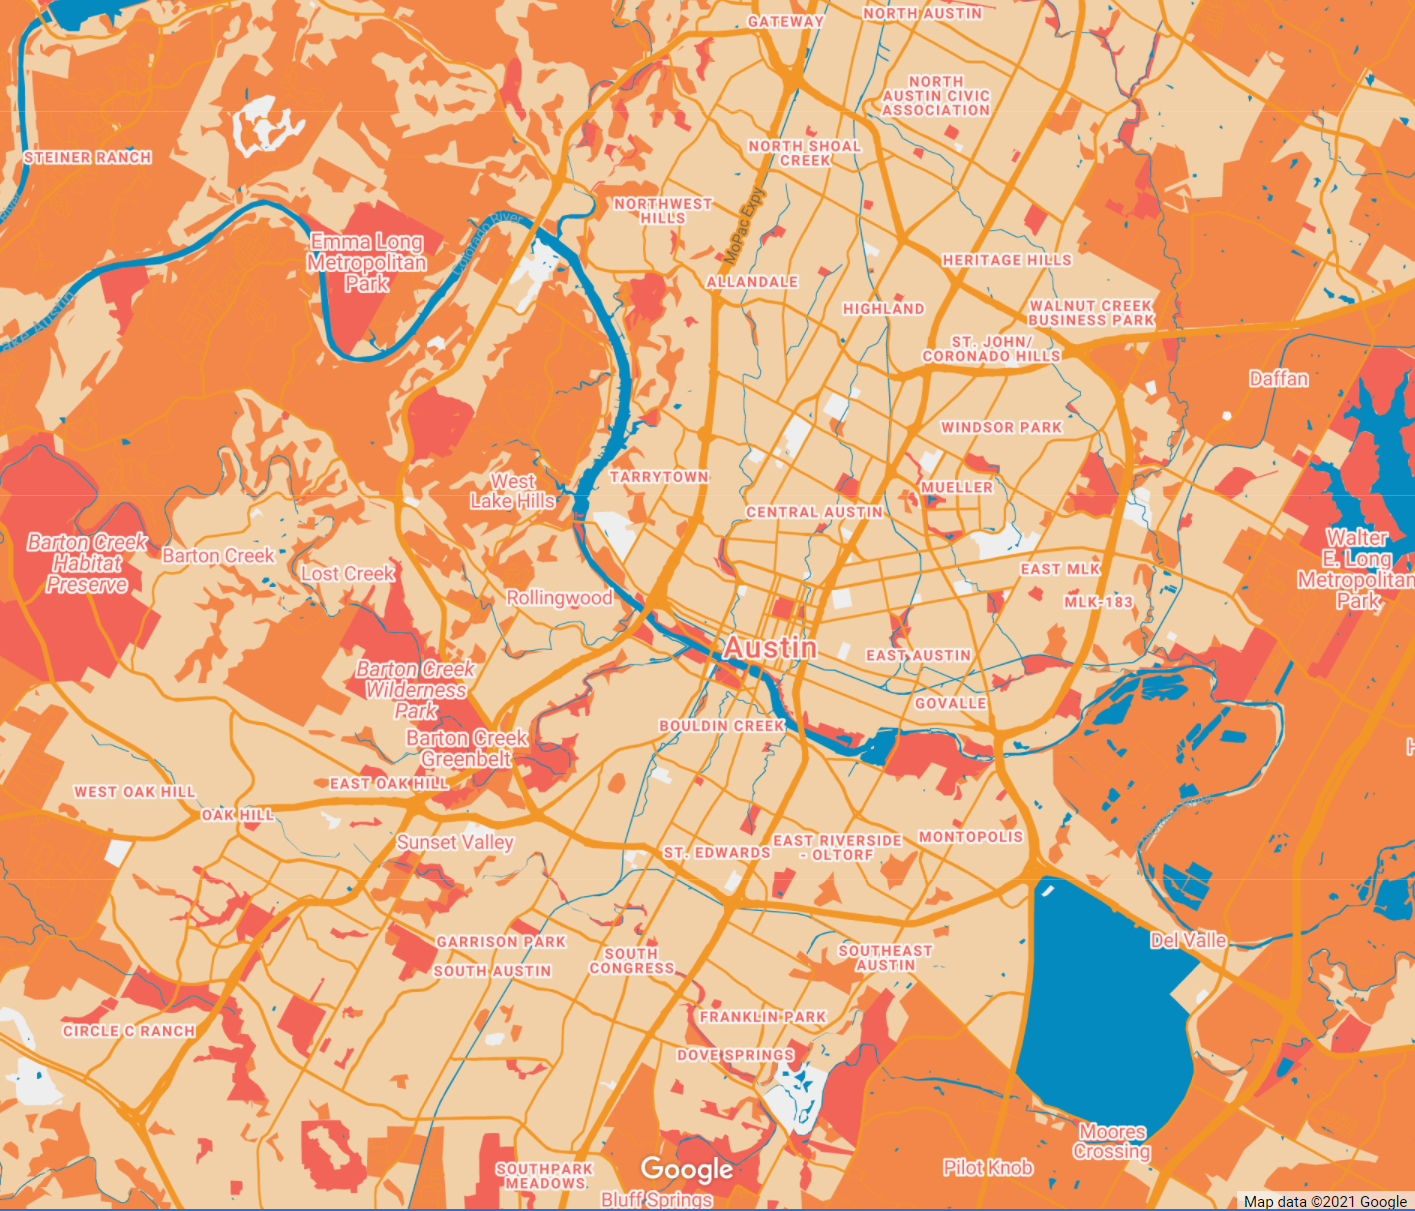 GATEWAY
NORTH AUSTIN
NORTH
AUSTIN CIVIC
ASSOCIATION
STEINER RANCH
NORTH SHOAL
CREEK
NORTHWEST
HILLS
MoPac Expy
River
Colorado River
Emma Long
Metropolitan
Park
HERITAGE HILLS
ALLANDALE
HIGHLAND
WALNUT CREEK
BUSINESS PARK
Lake Austin
ST. JOHN/
CORONADO HILLS
Daffan
WINDSOR PARK
West
Lake Hills
TARRYTOWN
MUELLER
CENTRAL AUSTIN
Barton Creek
Habitat
Preserve
Barton Creek
Lost Creek
Walter
E. Long
Metropolitan
Park
EAST MLK
Rollingwood
MLK-183
Austin
EAST AUSTIN
Barton Creek
Wilderness
Park
GOVALLE
BOULDIN CREEK
Barton Creek
Greenbelt
H
EAST OAK HILL
WEST OAK HILL
OAK HILL
River
Sunset Valley
ST. EDWARDS
EAST RIVERSIDE
- OLTORF
MONTOPOLIS
GARRISON PARK
Del Valle
SOUTH
CONGRESS
SOUTHEAST
AUSTIN
SOUTH AUSTIN
FRANKLIN PARK
CIRCLE C RANCH
DOVE SPRINGS
Moores
Crossing
SOUTHPARK
MEADOWS
Google
Pilot Knob
Bluff Springs
Map data ©2021 Google